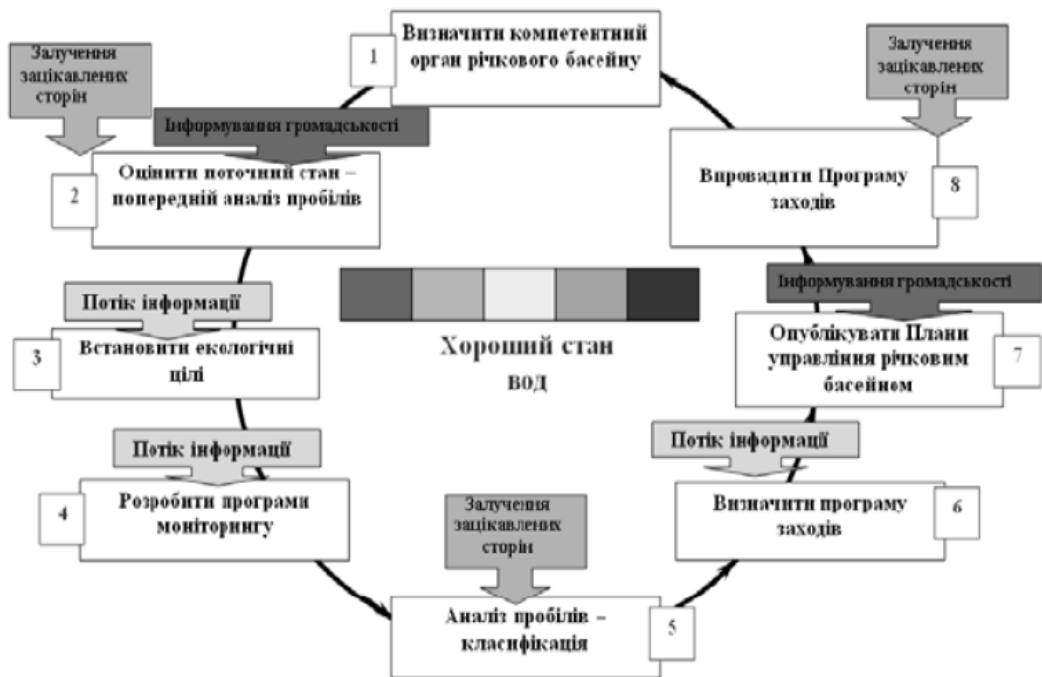 Визначити компетентний
орган річкового басейну
1
Залучення
зацікавлених
сторін
Залучення
зацікавлених
сторін
Інформування громадськості
Оцінити поточний стан –
попередній аналіз пробілів
2
Впровадити Програму
заходів
8
Потік інформації
Інформування громадськості
Встановити екологічні
цілі
3
Хороший стан
вод
Опублікувати Плани
управління річковим
басейном
7
Потік інформації
Потік інформації
Розробити програми
моніторингу
4
Залучення
зацікавлених
сторін
Визначити програму
заходів
6
Аналіз пробілів –
класифікація
5